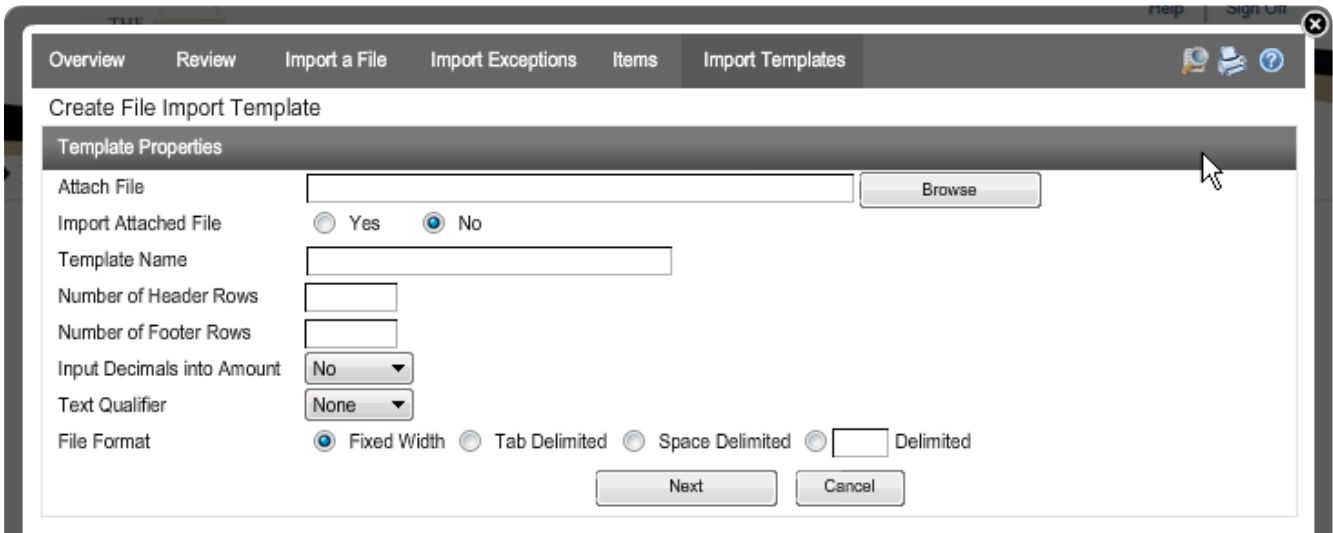 THE
Help Sign Off
Overview Review Import a File Import Exceptions Items Import Templates
Create File Import Template
Template Properties
Attach File Browse
Import Attached File Yes No
Template Name
Number of Header Rows
Number of Footer Rows
Input Decimals into Amount No
Text Qualifier None
File Format Fixed Width Tab Delimited Space Delimited Delimited
Next Cancel